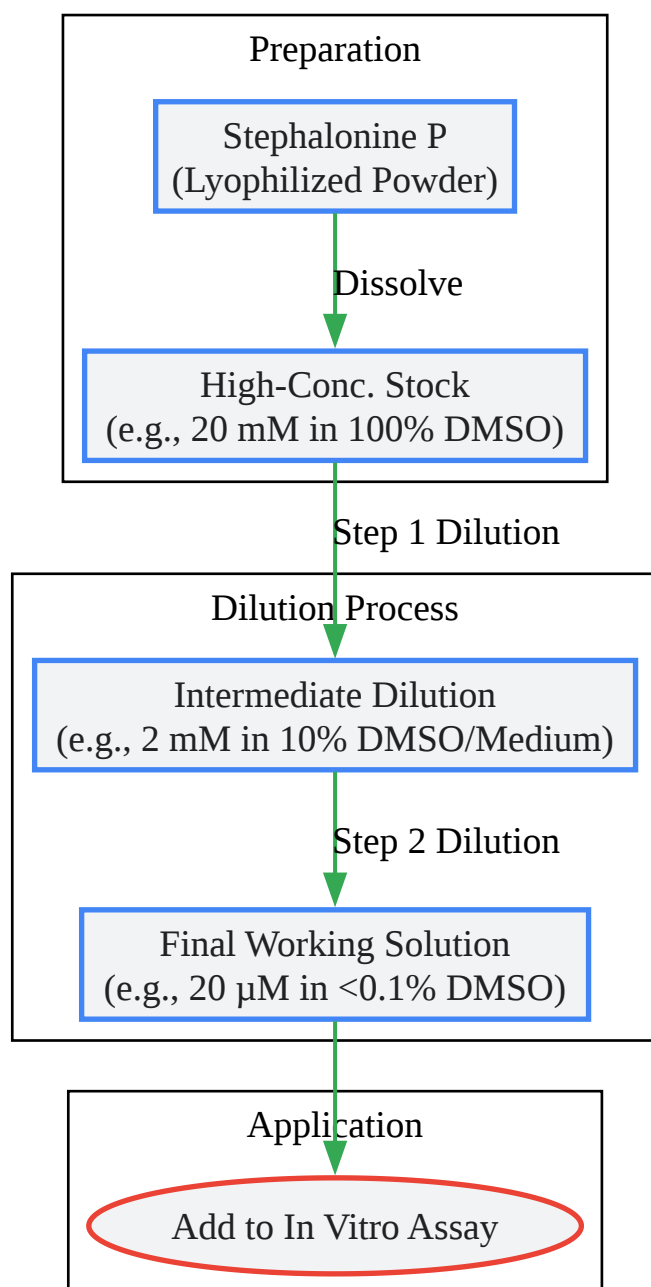 Preparation
Stephalonine P
(Lyophilized Powder)
Dissolve
High-Conc. Stock
(e.g., 20 mM in 100% DMSO)
Step 1 Dilution
Dilution Process
Intermediate Dilution
(e.g., 2 mM in 10% DMSO/Medium)
Step 2 Dilution
Final Working Solution
(e.g., 20 µM in <0.1% DMSO)
Application
Add to In Vitro Assay